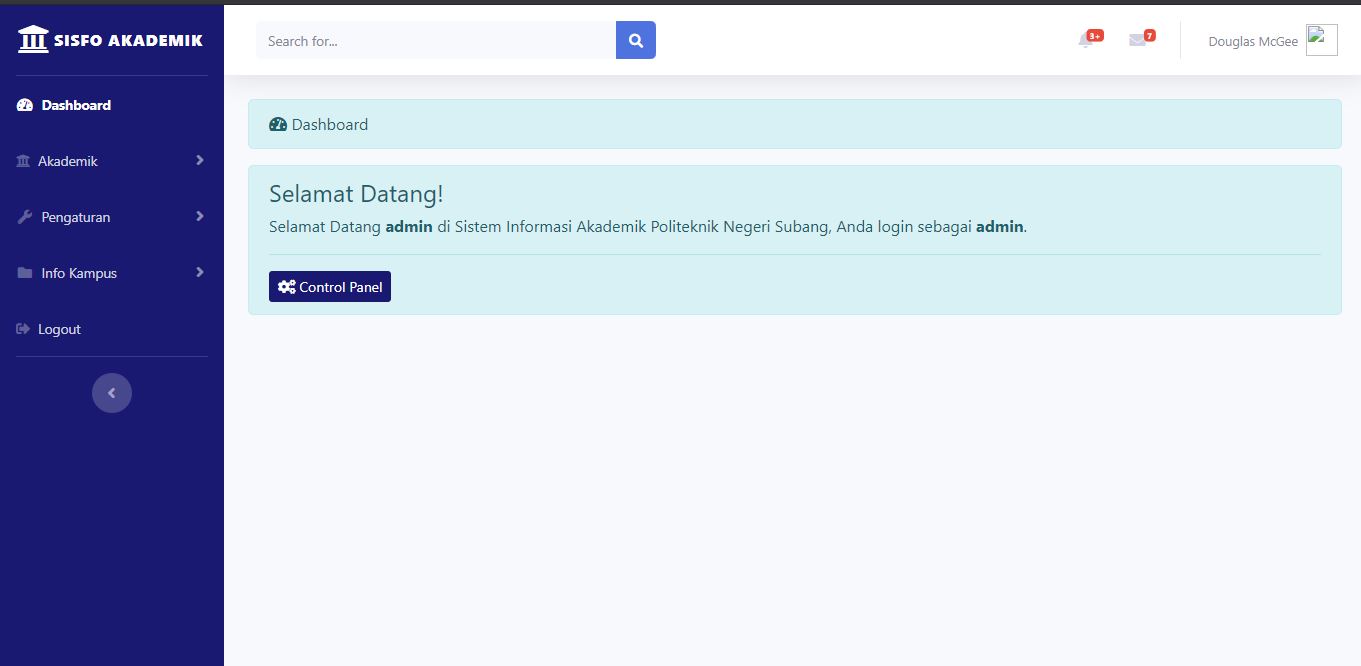 SISFO AKADEMIK
Search for...
3+
7
Douglas McGee
Dashboard
Akademik
Pengaturan
Info Kampus
Logout
Dashboard
Selamat Datang!
Selamat Datang admin di Sistem Informasi Akademik Politeknik Negeri Subang, Anda login sebagai admin.
Control Panel